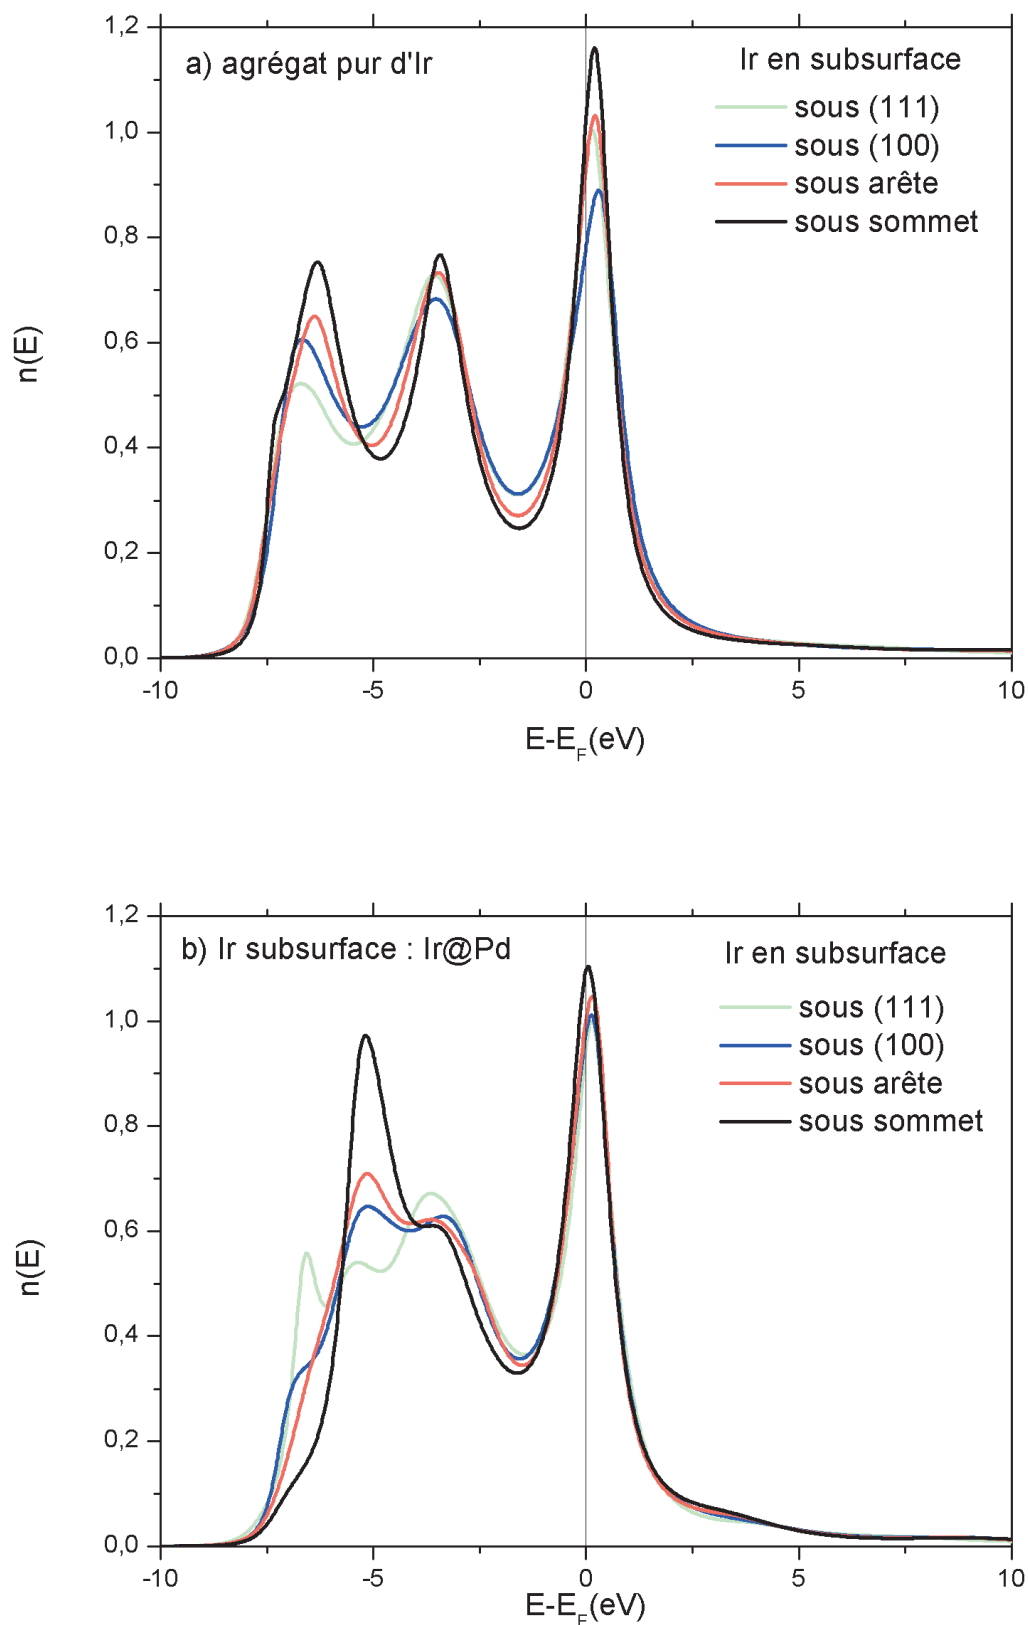 a) agrégat pur d'Ir
Ir en subsurface
sous (111)
sous (100)
sous arête
sous sommet
1,2
1,0
0,8
0,6
0,4
0,2
0,0
n(E)
-10
-5
0
5
10
E-E_F(eV)
b) Ir subsurface : Ir@Pd
Ir en subsurface
sous (111)
sous (100)
sous arête
sous sommet
1,2
1,0
0,8
0,6
0,4
0,2
0,0
n(E)
-10
-5
0
5
10
E-E_F(eV)